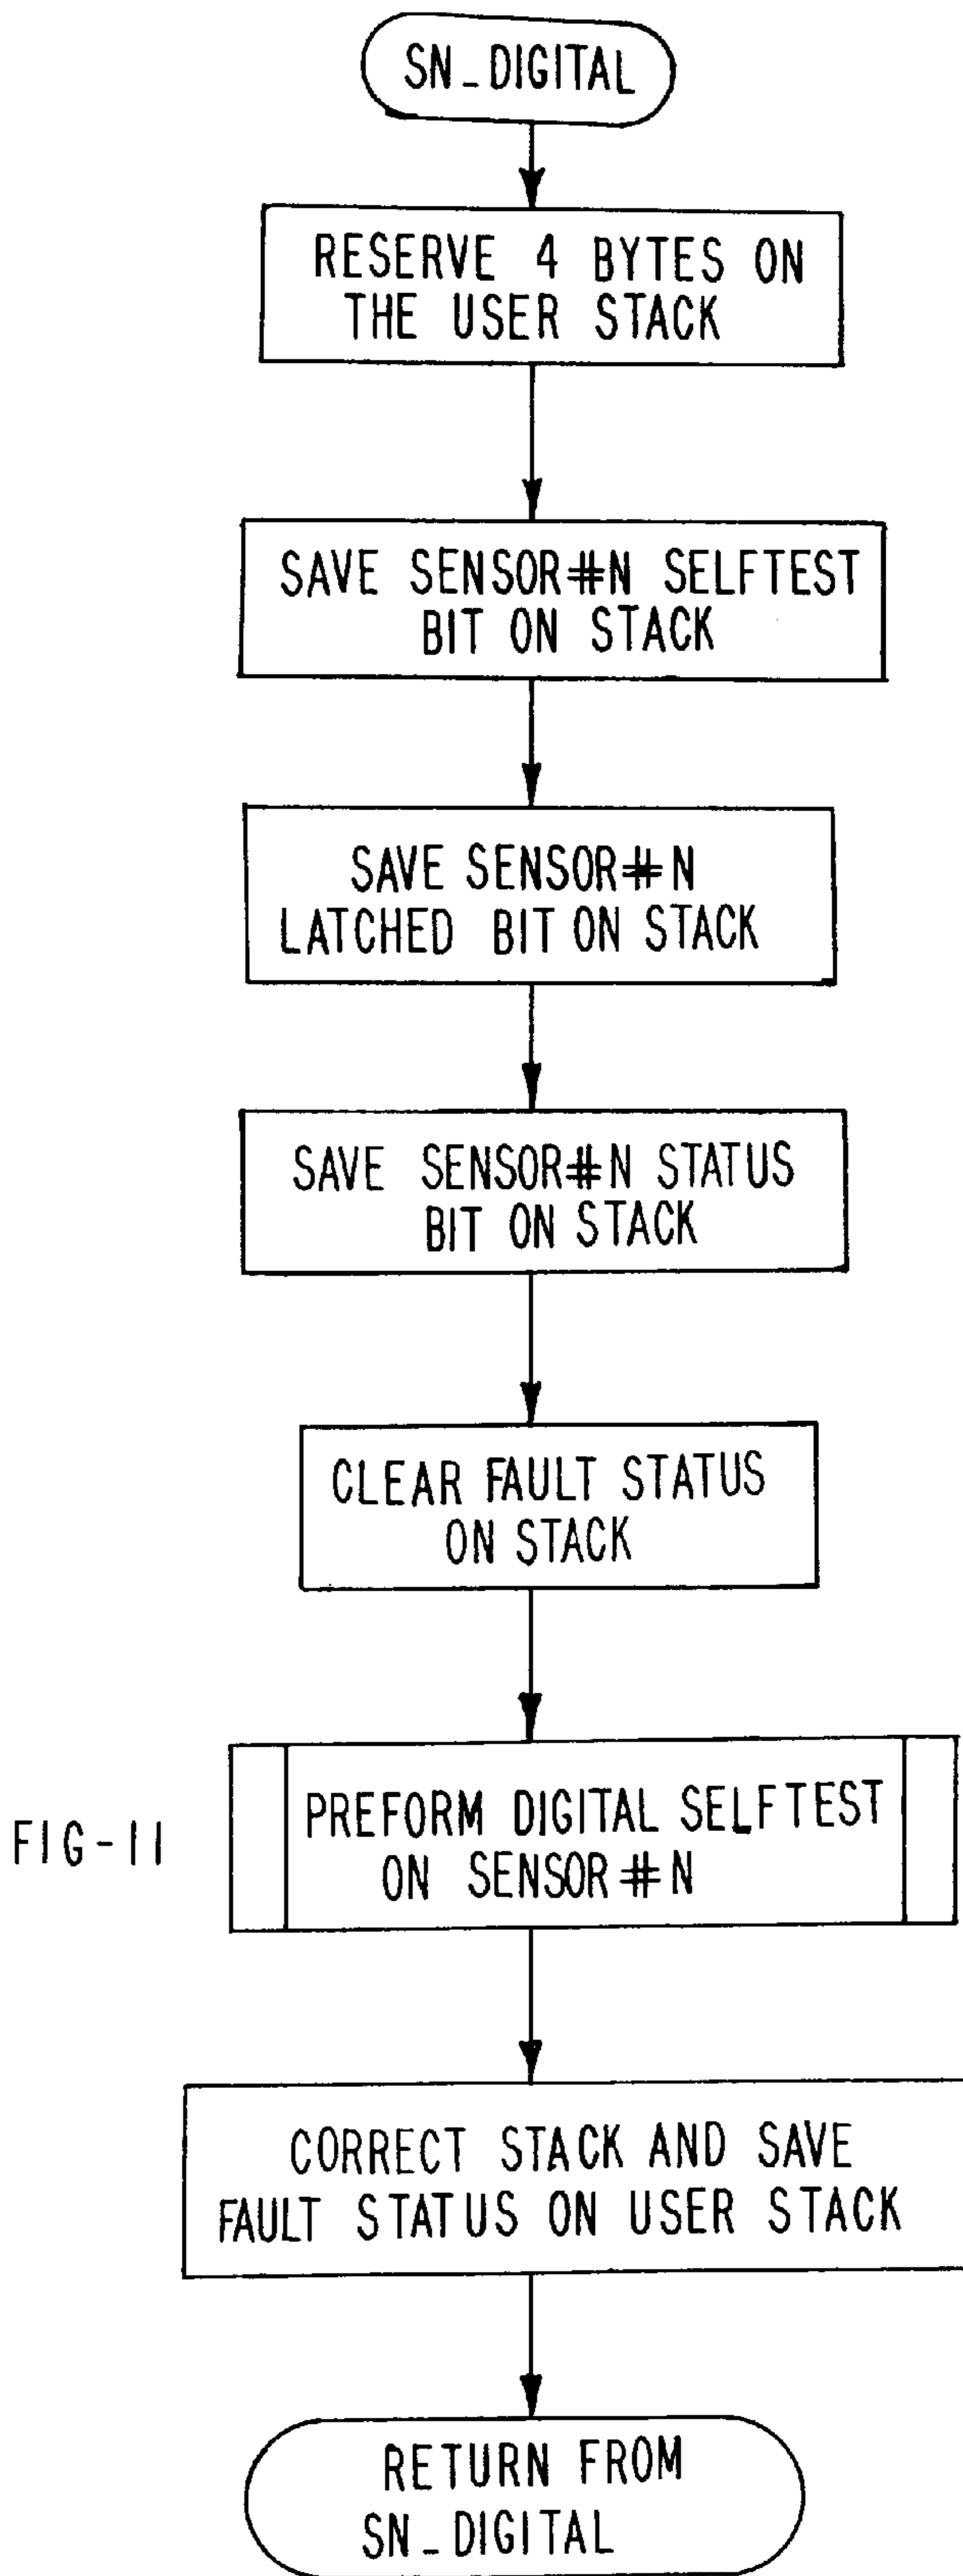 SN_DIGITAL
RESERVE 4 BYTES ON
THE USER STACK
SAVE SENSOR#N SELFTEST
BIT ON STACK
SAVE SENSOR#N
LATCHED BIT ON STACK
SAVE SENSOR#N STATUS
BIT ON STACK
CLEAR FAULT STATUS
ON STACK
PREFORM DIGITAL SELFTEST
ON SENSOR#N
FIG-11
CORRECT STACK AND SAVE
FAULT STATUS ON USER STACK
RETURN FROM
SN_DIGITAL